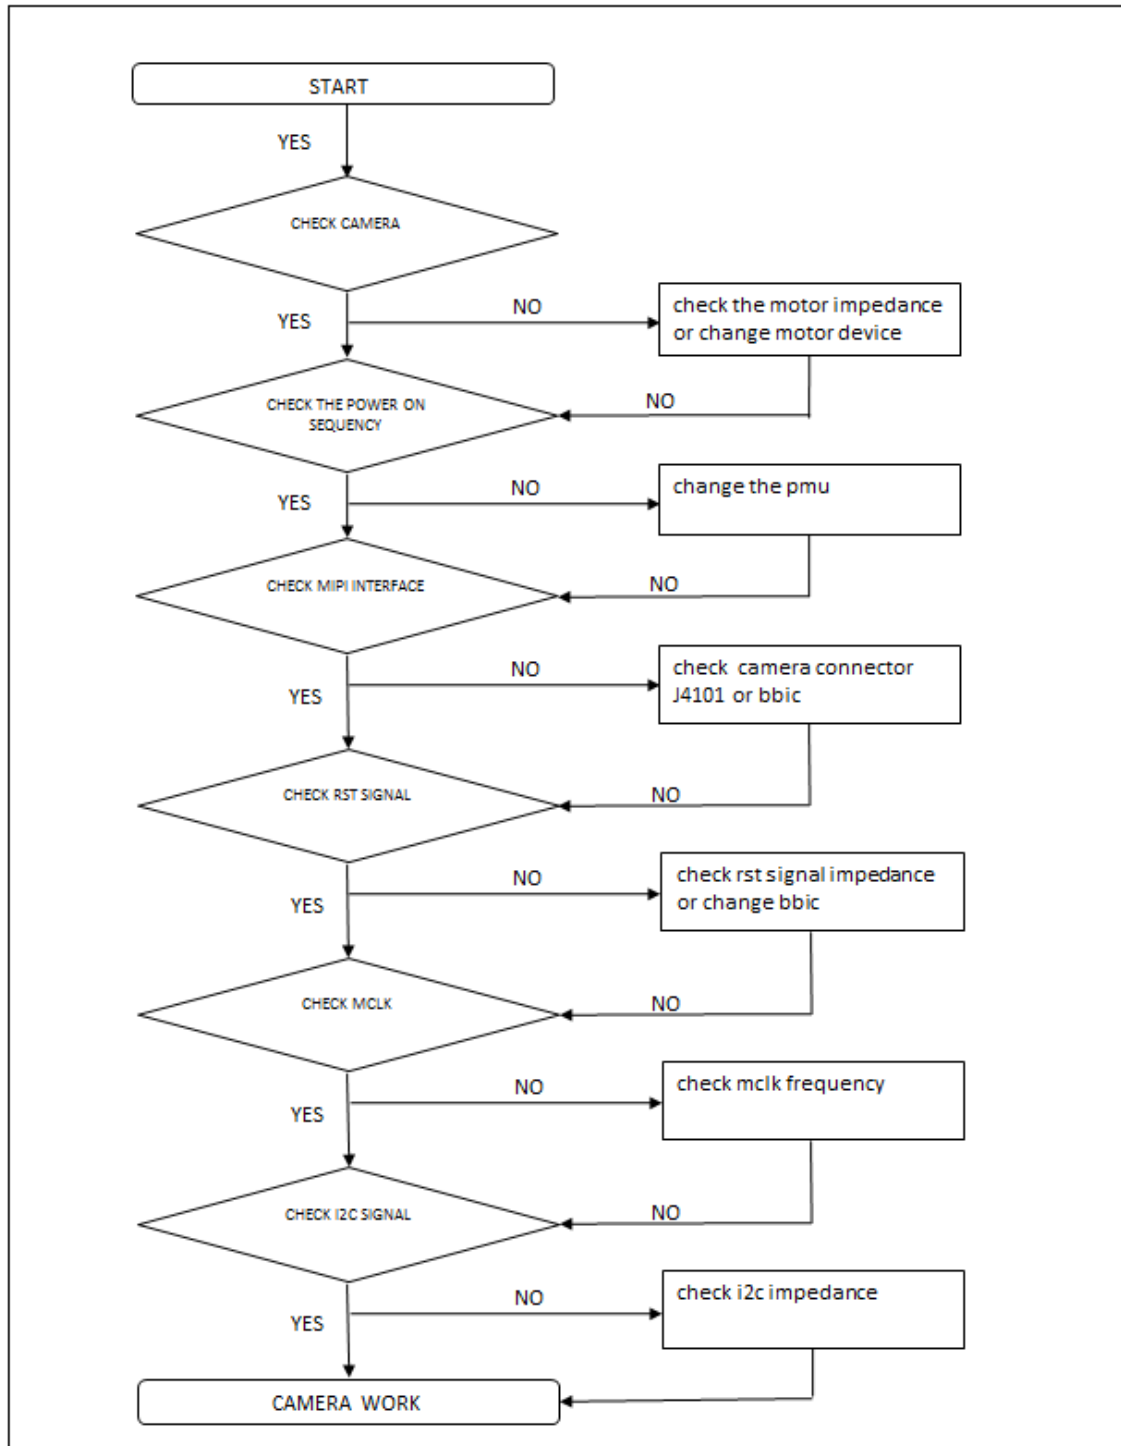 START
YES
CHECK CAMERA
NO
YES
check the motor impedance
or change motor device
CHECK THE POWER ON
SEQUENCY
NO
NO
YES
change the pmu
CHECK MIPI INTERFACE
NO
NO
YES
check camera connector
J4101 or bbic
CHECK RST SIGNAL
NO
NO
YES
check rst signal impedance
or change bbic
CHECK MCLK
NO
NO
YES
check mclk frequency
CHECK I2C SIGNAL
NO
NO
YES
check i2c impedance
CAMERA WORK